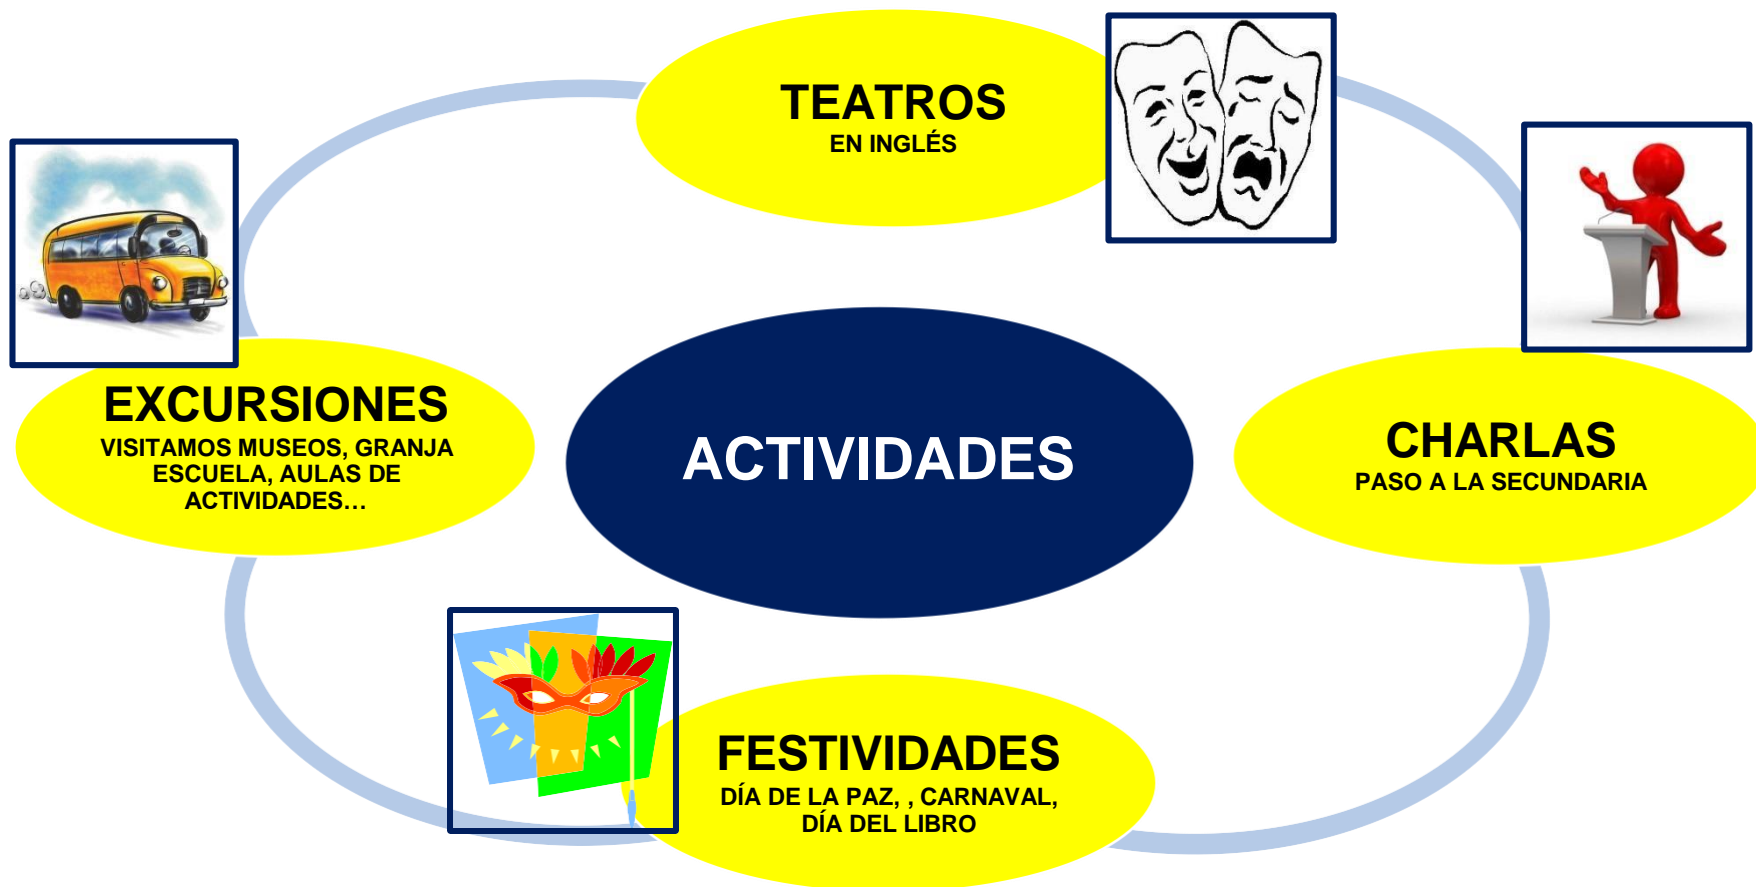 TEATROS
EN INGLÉS
EXCURSIONES
VISITAMOS MUSEOS, GRANJA
ESCUELA, AULAS DE
ACTIVIDADES…
ACTIVIDADES
CHARLAS
PASO A LA SECUNDARIA
FESTIVIDADES
DÍA DE LA PAZ, , CARNAVAL,
DÍA DEL LIBRO